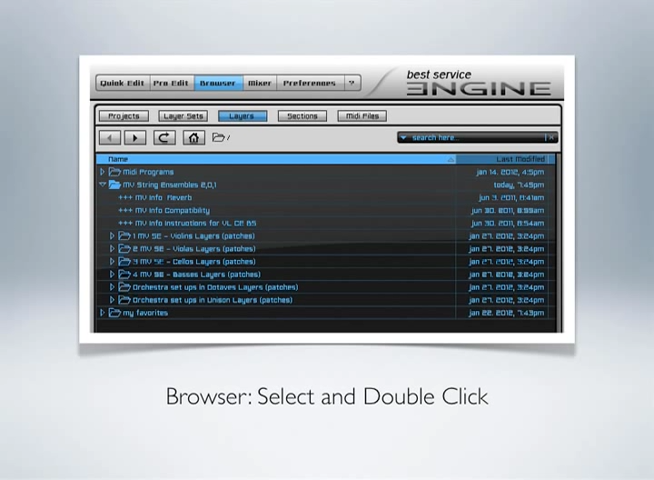 Quick Edit Pro Edit Browser Mixer Preferences ?
best service
ENGINE
Projects Layer Sets Layers Sections Midi Files
/ search here... x
Name Last Modified
Midi Programs jan 14. 2012, 4:51pm
MV String Ensembles 2,0,1 today, 7:49pm
+++ MV Info Reverb jun 3. 2011, 11:41am
+++ MV Info Compatibility jun 30. 2011, 8:59am
+++ MV Info Instructions for VL CE BS jun 30. 2011, 8:54am
1 MV SE - Violins Layers (patches) jan 27. 2012, 3:24pm
2 MV SE - Violas Layers (patches) jan 27. 2012, 3:24pm
3 MV SE - Cellos Layers (patches) jan 27. 2012, 3:24pm
4 MV SE - Basses Layers (patches) jan 27. 2012, 3:24pm
Orchestra set ups in Octaves Layers (patches) jan 27. 2012, 3:24pm
Orchestra set ups in Unison Layers (patches) jan 27. 2012, 3:24pm
my favorites jan 22. 2012, 7:43pm
Browser: Select and Double Click